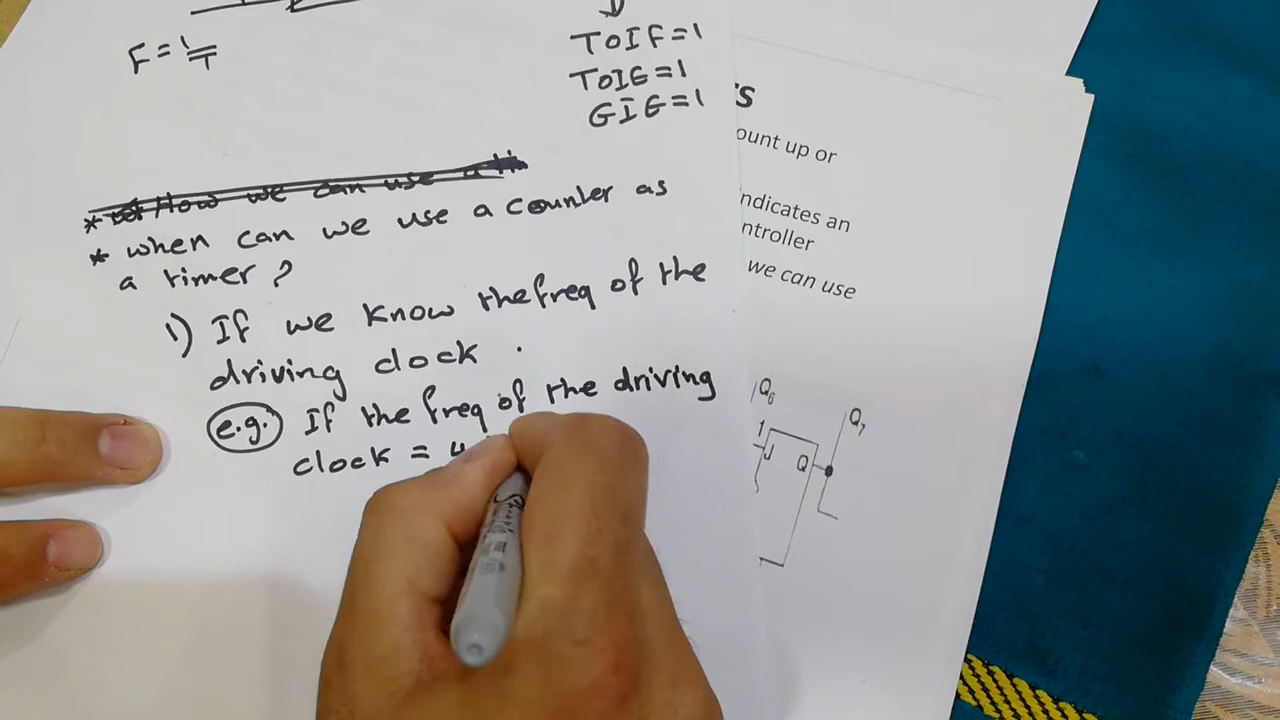 F = 1/T
TOIF=1
TOIE=1
GIE=1
* How we can use a ti
* when can we use a counter as
a timer ?
1) If we know the freq of the
driving clock .
e.g. If the freq of the driving
clock = 4
ount up or
ndicates an
ntroller
we can use
Q6
Q7
1
J
Q